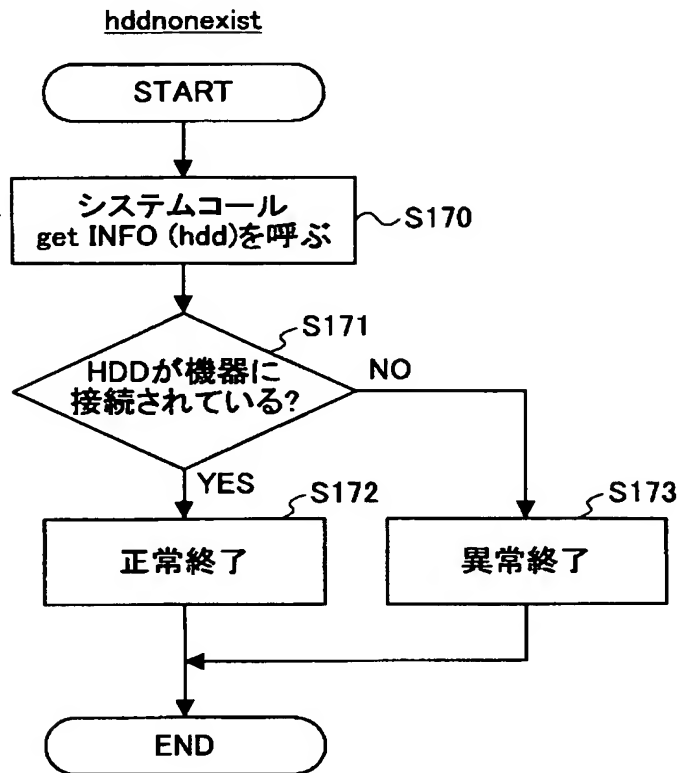 hddnonexist
START
システムコール
get INFO (hdd)を呼ぶ
S170
S171
HDDが機器に
接続されている?
NO
YES
S172
S173
正常終了
異常終了
END